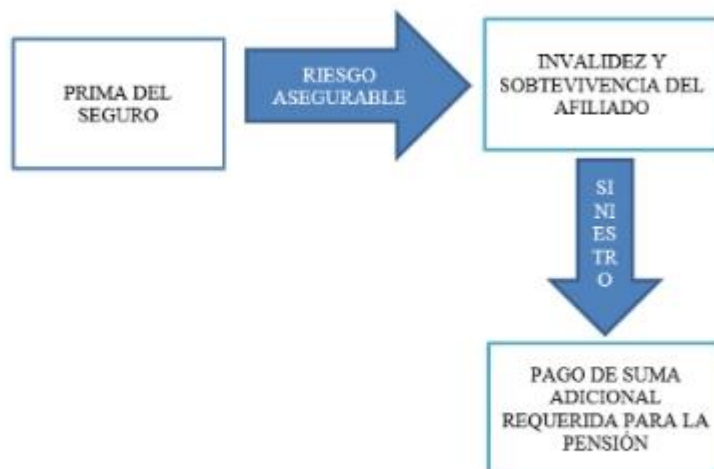 PRIMA DEL
SEGURO
RIESGO
ASEGURABLE
INVALIDEZ Y
SOBTEVIVENCIA DEL
AFILIADO
SI
NI
ES
TR
O
PAGO DE SUMA
ADICIONAL
REQUERIDA PARA LA
PENSIÓN